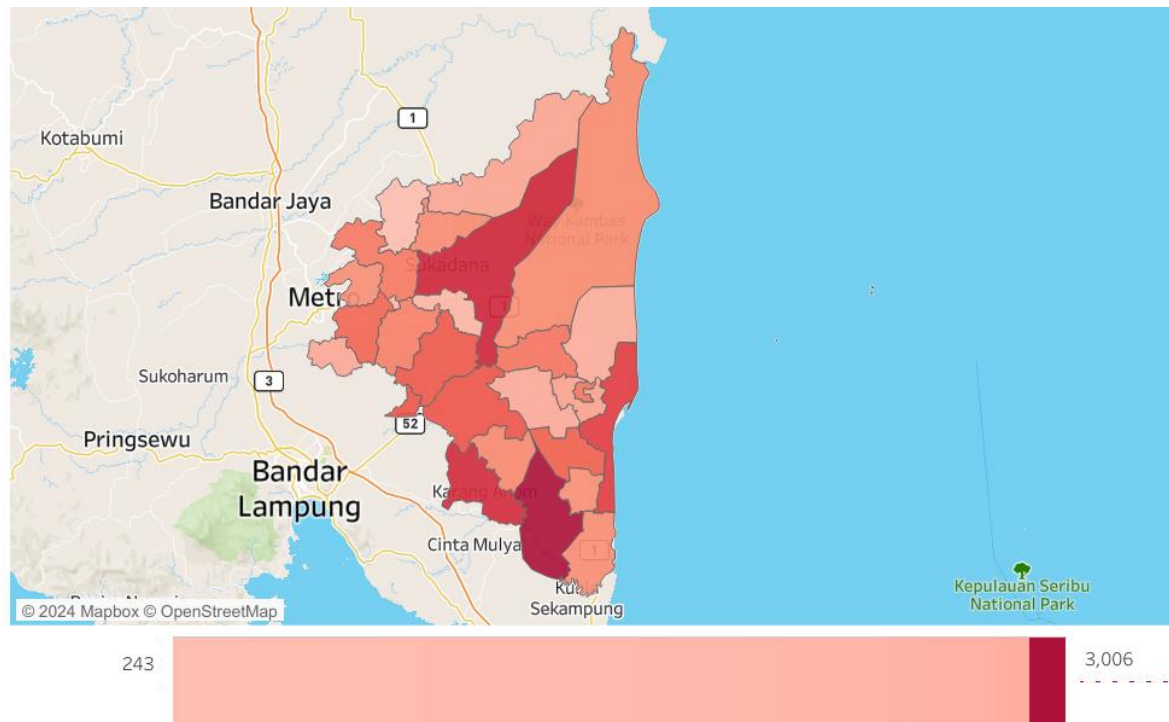 1
Kotabumi
Bandar Jaya
Way Kambas
National Park
Sukadana
Metro
1
Sukoharum
3
52
Pringsewu
Bandar
Lampung
Karang Anom
Cinta Mulya
1
Sekampung
Kepulauan Seribu
National Park
© 2024 Mapbox © OpenStreetMap
243
3,006